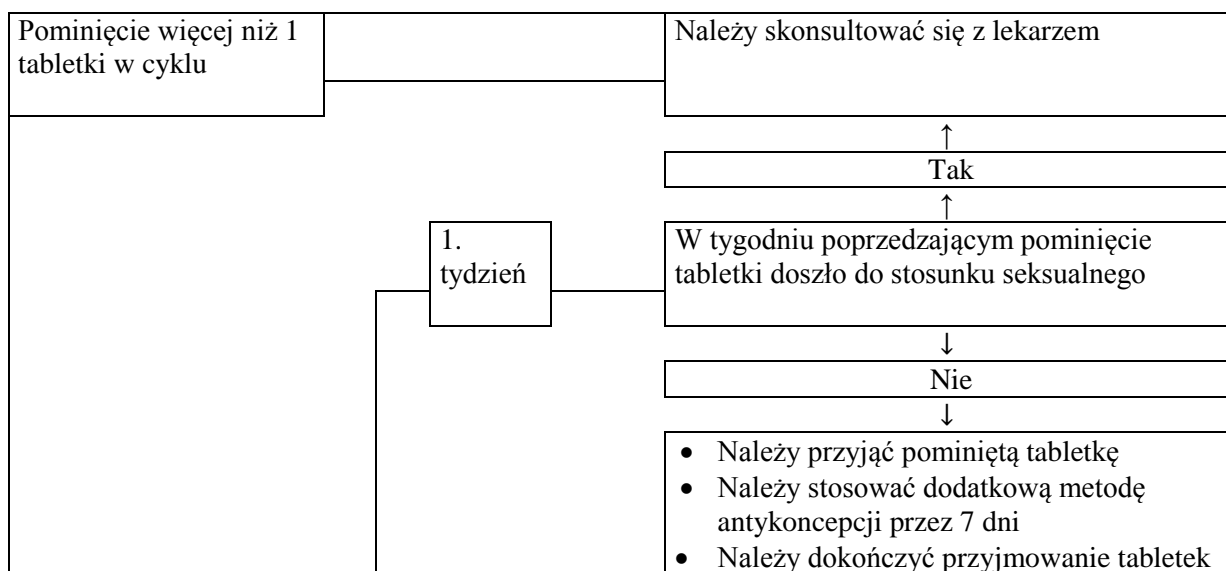 Pominięcie więcej niż 1
tabletki w cyklu
Należy skonsultować się z lekarzem
↑
Tak
↑
1.
tydzień
W tygodniu poprzedzającym pominięcie
tabletki doszło do stosunku seksualnego
↓
Nie
↓
• Należy przyjąć pominiętą tabletkę
• Należy stosować dodatkową metodę
antykoncepcji przez 7 dni
• Należy dokończyć przyjmowanie tabletek